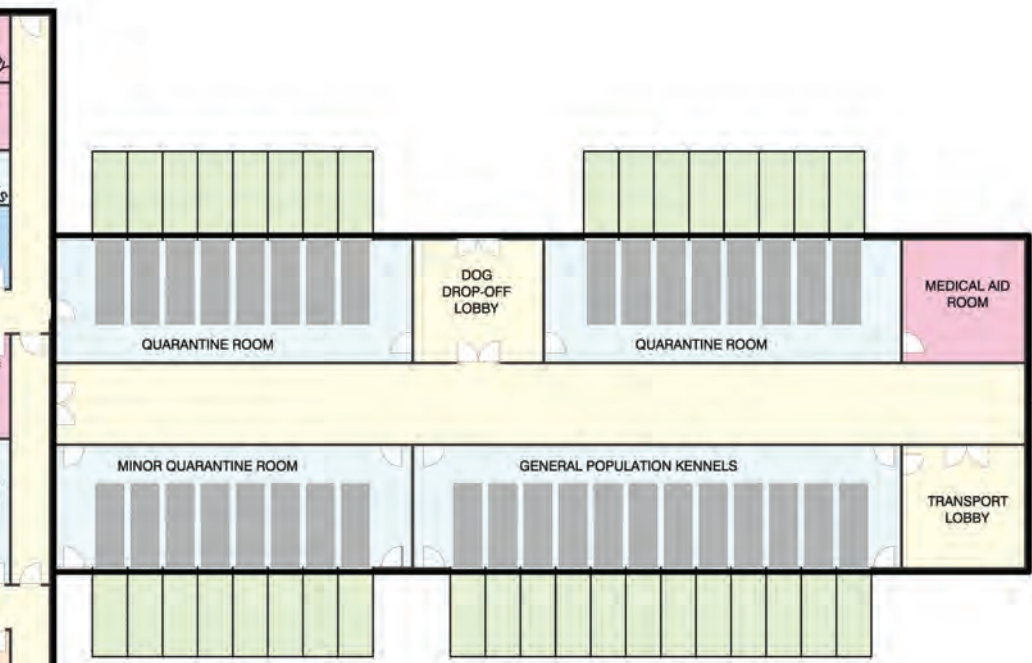 DOG
DROP-OFF
LOBBY
MEDICAL AID
ROOM
QUARANTINE ROOM
QUARANTINE ROOM
MINOR QUARANTINE ROOM
GENERAL POPULATION KENNELS
TRANSPORT
LOBBY